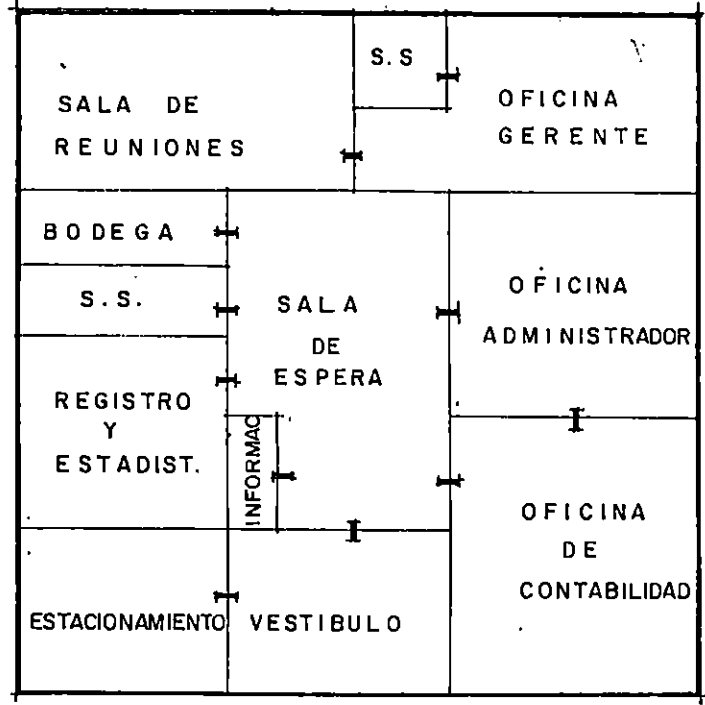 S.S
SALA DE
REUNIONES
OFICINA
GERENTE
BODEGA
S.S.
SALA
DE
ESPERA
OFICINA
ADMINISTRADOR
REGISTRO
Y
ESTADIST.
INFORMAC
OFICINA
DE
CONTABILIDAD
ESTACIONAMIENTO
VESTIBULO